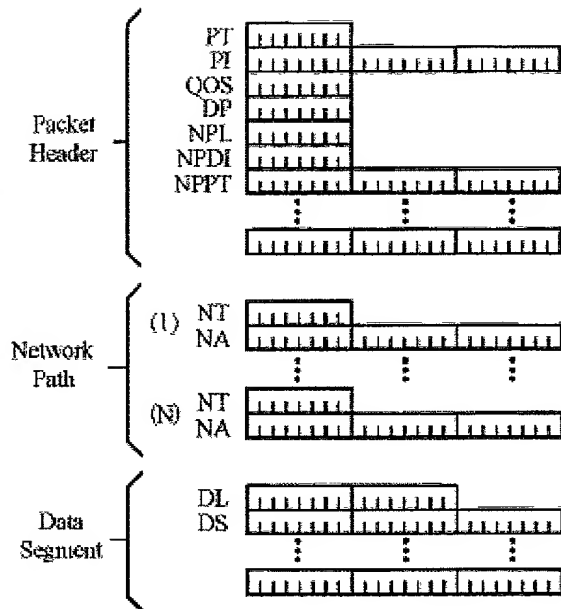 PT
PI
QOS
DP
Packet
Header
NPL
NPDI
NPPT
(1) NT
NA
Network
Path
(N) NT
NA
DL
DS
Data
Segment